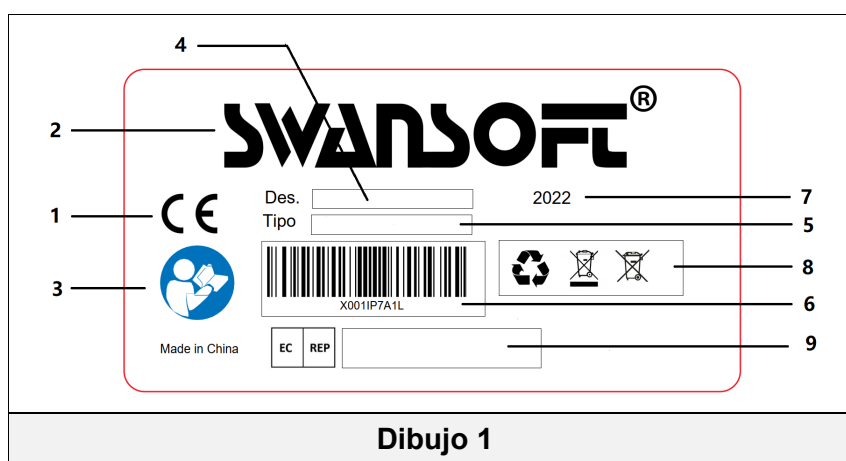 4
SWANSOFT®
2
Des.
2022
7
1
CE
Tipo
5
3
8
X001IP7A1L
6
Made in China
EC REP
9
Dibujo 1